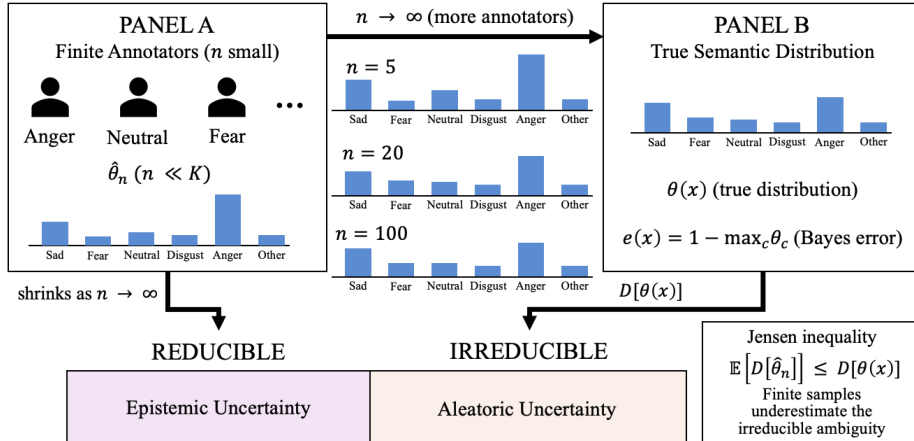 PANEL A
Finite Annotators (n small)
Anger Neutral Fear ...
θ̂ₙ (n ≪ K)
Sad Fear Neutral Disgust Anger Other
n → ∞ (more annotators)
n = 5
Sad Fear Neutral Disgust Anger Other
n = 20
Sad Fear Neutral Disgust Anger Other
n = 100
Sad Fear Neutral Disgust Anger Other
PANEL B
True Semantic Distribution
Sad Fear Neutral Disgust Anger Other
θ(x) (true distribution)
e(x) = 1 − max_c θ_c (Bayes error)
shrinks as n → ∞
D[θ(x)]
REDUCIBLE
IRREDUCIBLE
Epistemic Uncertainty
Aleatoric Uncertainty
Jensen inequality
𝔼[D[θ̂ₙ]] ≤ D[θ(x)]
Finite samples
underestimate the
irreducible ambiguity